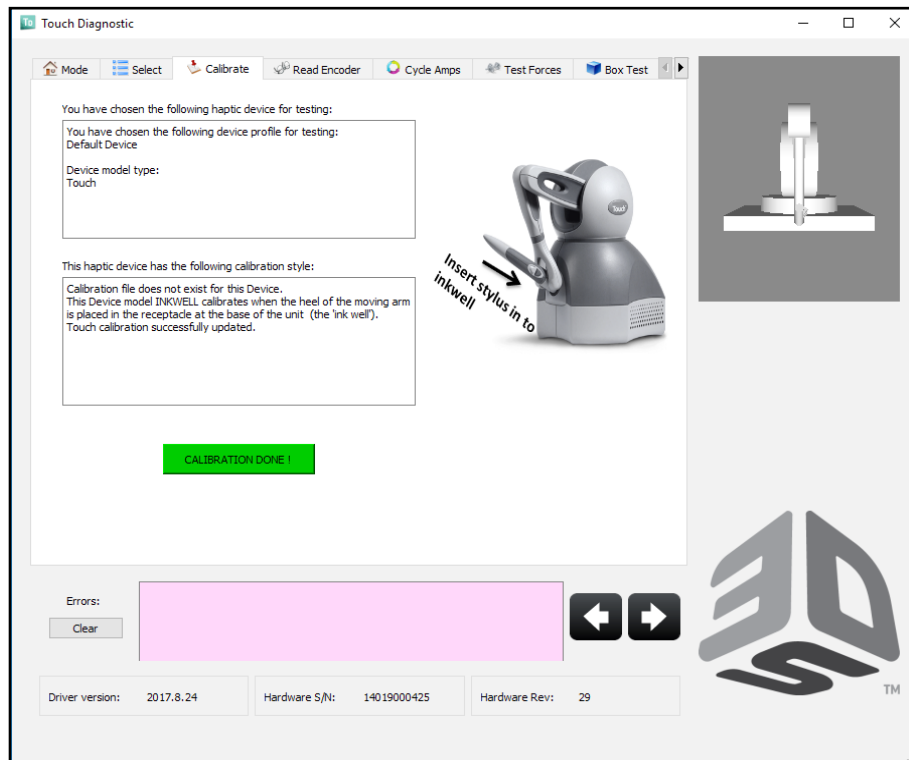 To Touch Diagnostic
Mode Select Calibrate Read Encoder Cycle Amps Test Forces Box Test
You have chosen the following haptic device for testing:
You have chosen the following device profile for testing:
Default Device
Device model type:
Touch
Touch
Insert stylus in to
inkwell
This haptic device has the following calibration style:
Calibration file does not exist for this Device.
This Device model INKWELL calibrates when the heel of the moving arm
is placed in the receptacle at the base of the unit (the 'ink well').
Touch calibration successfully updated.
CALIBRATION DONE !
Errors:
Clear
3DS
TM
Driver version: 2017.8.24 Hardware S/N: 14019000425 Hardware Rev: 29